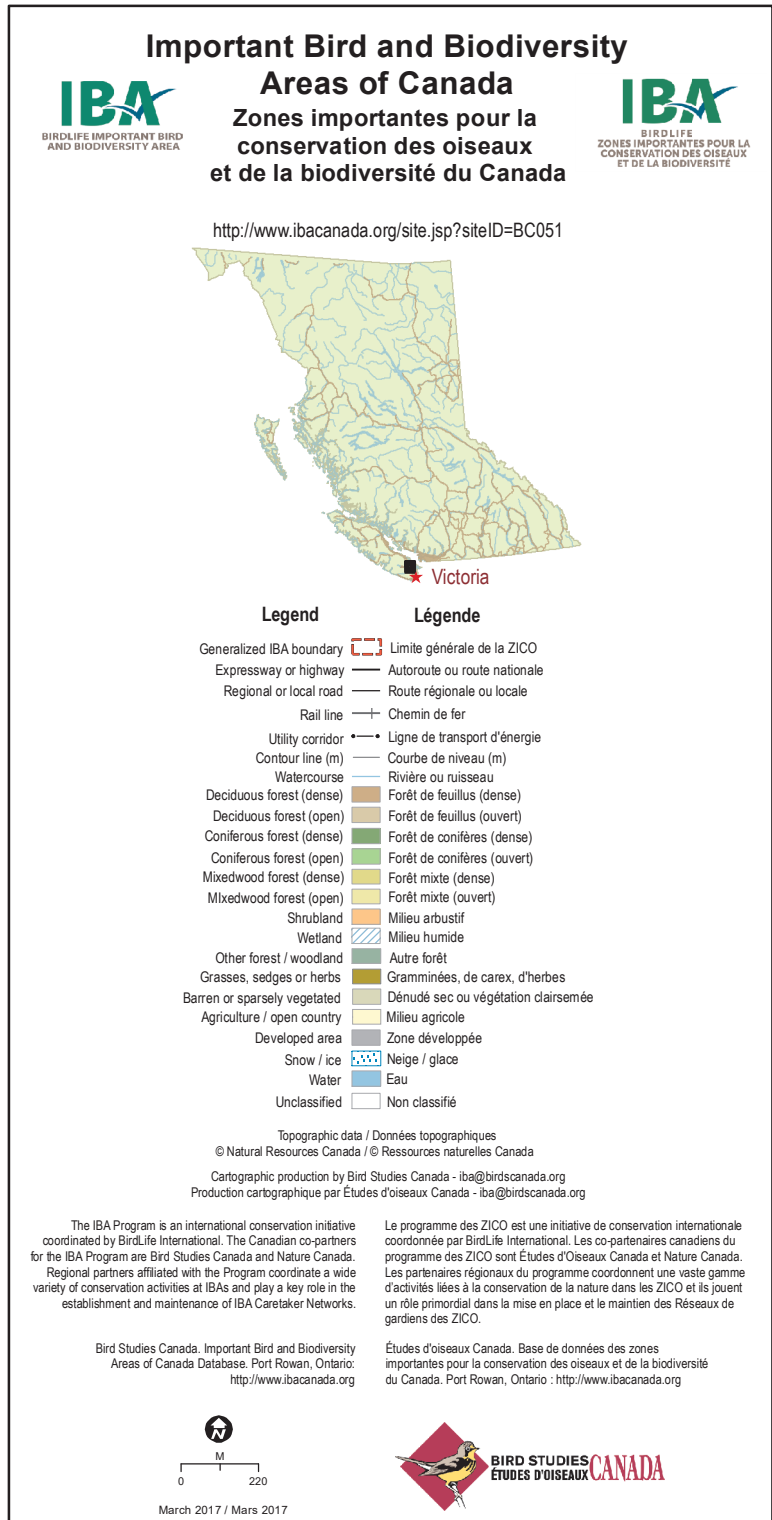 Important Bird and Biodiversity
Areas of Canada
Zones importantes pour la
conservation des oiseaux
et de la biodiversité du Canada
IBA
BIRDLIFE IMPORTANT BIRD
AND BIODIVERSITY AREA
IBA
BIRDLIFE
ZONES IMPORTANTES POUR LA
CONSERVATION DES OISEAUX
ET DE LA BIODIVERSITÉ
http://www.ibacanada.org/site.jsp?siteID=BC051
Victoria
Legend Légende
Generalized IBA boundary Limite générale de la ZICO
Expressway or highway Autoroute ou route nationale
Regional or local road Route régionale ou locale
Rail line Chemin de fer
Utility corridor Ligne de transport d'énergie
Contour line (m) Courbe de niveau (m)
Watercourse Rivière ou ruisseau
Deciduous forest (dense) Forêt de feuillus (dense)
Deciduous forest (open) Forêt de feuillus (ouvert)
Coniferous forest (dense) Forêt de conifères (dense)
Coniferous forest (open) Forêt de conifères (ouvert)
Mixedwood forest (dense) Forêt mixte (dense)
MIxedwood forest (open) Forêt mixte (ouvert)
Shrubland Milieu arbustif
Wetland Milieu humide
Other forest / woodland Autre forêt
Grasses, sedges or herbs Gramminées, de carex, d'herbes
Barren or sparsely vegetated Dénudé sec ou végétation clairsemée
Agriculture / open country Milieu agricole
Developed area Zone développée
Snow / ice Neige / glace
Water Eau
Unclassified Non classifié
Topographic data / Données topographiques
© Natural Resources Canada / © Ressources naturelles Canada
Cartographic production by Bird Studies Canada - iba@birdscanada.org
Production cartographique par Études d'oiseaux Canada - iba@birdscanada.org
The IBA Program is an international conservation initiative
coordinated by BirdLife International. The Canadian co-partners
for the IBA Program are Bird Studies Canada and Nature Canada.
Regional partners affiliated with the Program coordinate a wide
variety of conservation activities at IBAs and play a key role in the
establishment and maintenance of IBA Caretaker Networks.
Bird Studies Canada. Important Bird and Biodiversity
Areas of Canada Database. Port Rowan, Ontario:
http://www.ibacanada.org
Le programme des ZICO est une initiative de conservation internationale
coordonnée par BirdLife International. Les co-partenaires canadiens du
programme des ZICO sont Études d'Oiseaux Canada et Nature Canada.
Les partenaires régionaux du programme coordonnent une vaste gamme
d'activités liées à la conservation de la nature dans les ZICO et ils jouent
un rôle primordial dans la mise en place et le maintien des Réseaux de
gardiens des ZICO.
Études d'oiseaux Canada. Base de données des zones
importantes pour la conservation des oiseaux et de la biodiversité
du Canada. Port Rowan, Ontario : http://www.ibacanada.org
N
M
0 220
March 2017 / Mars 2017
BIRD STUDIES
ÉTUDES D'OISEAUX CANADA